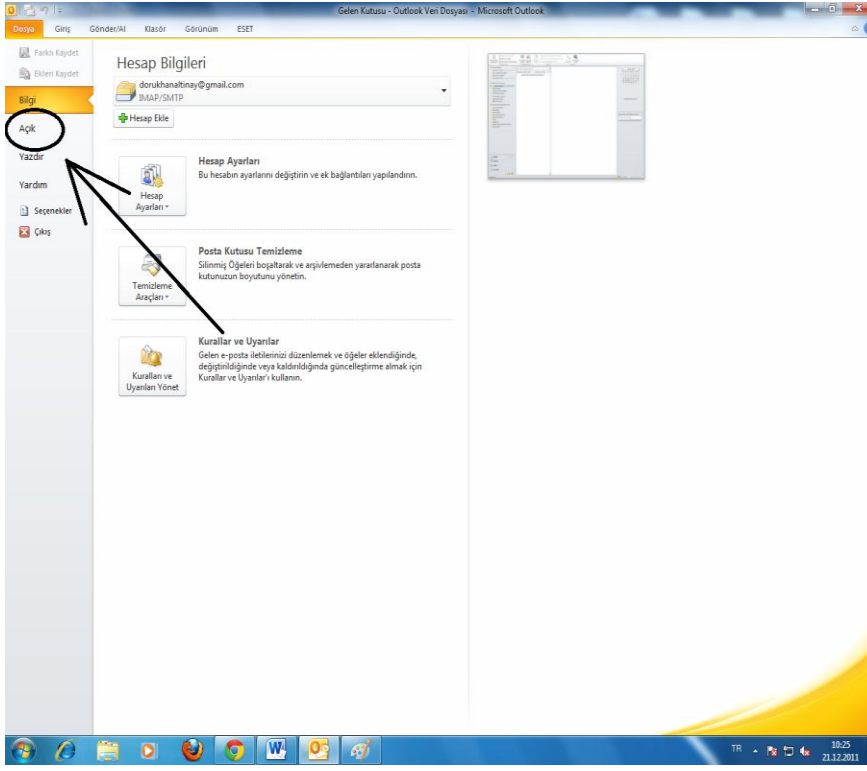 Gelen Kutusu - Outlook Veri Dosyası - Microsoft Outlook
Dosya Giriş Gönder/Al Klasör Görünüm ESET
Farklı Kaydet
Ekleri Kaydet
Bilgi
Açık
Yazdır
Yardım
Seçenekler
Çıkış
Hesap Bilgileri
dorukhanaltinay@gmail.com
IMAP/SMTP
Hesap Ekle
Hesap
Ayarları
Hesap Ayarları
Bu hesabın ayarlarını değiştirin ve ek bağlantıları yapılandırın.
Temizleme
Araçları
Posta Kutusu Temizleme
Silinmiş Öğeleri boşaltarak ve arşivlemeden yararlanarak posta
kutunuzun boyutunu yönetin.
Kuralları ve
Uyarıları Yönet
Kurallar ve Uyarılar
Gelen e-posta iletilerinizi düzenlemek ve öğeler eklendiğinde,
değiştirildiğinde veya kaldırıldığında güncelleştirme almak için
Kurallar ve Uyarılar'ı kullanın.
TR
10:25
21.12.2011